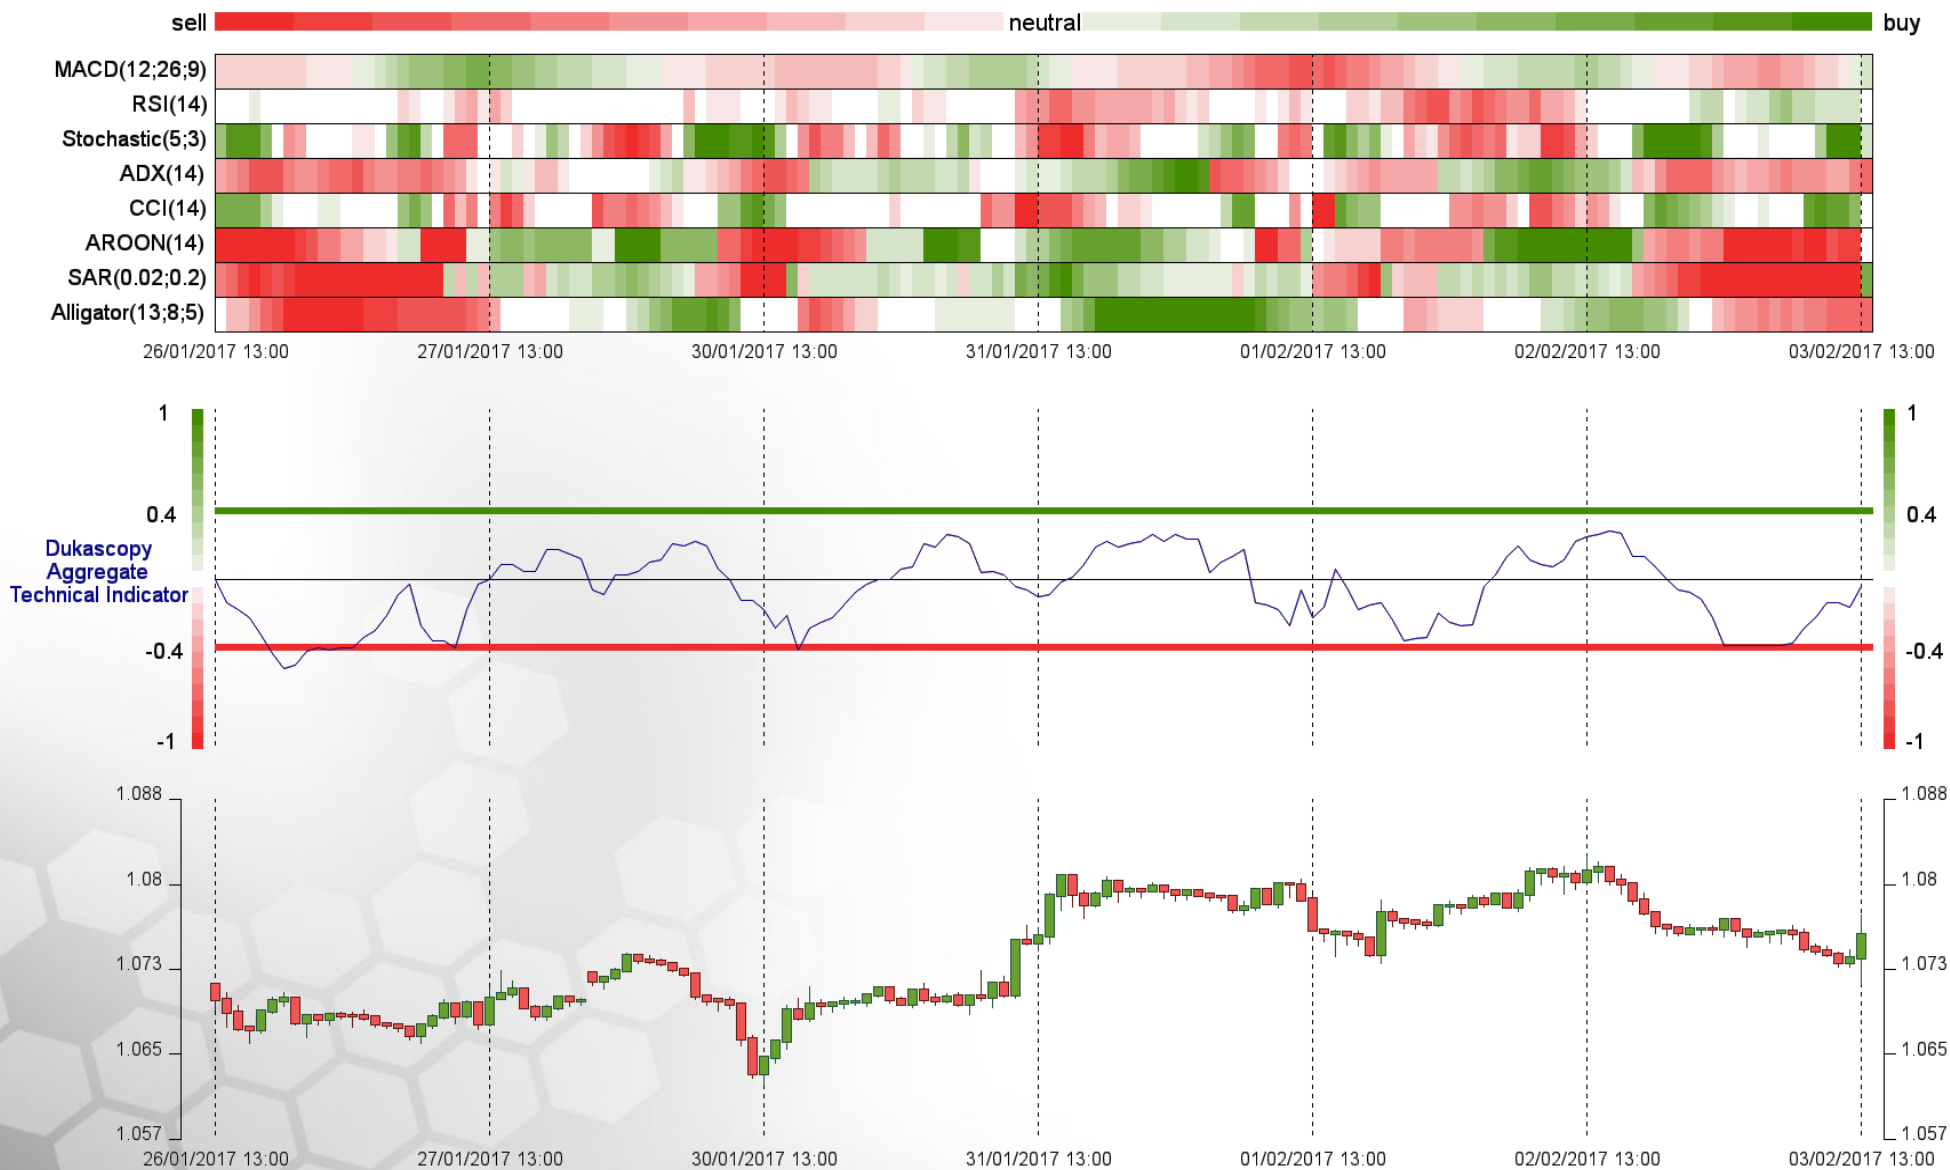 sell neutral buy
MACD(12;26;9)
RSI(14)
Stochastic(5;3)
ADX(14)
CCI(14)
AROON(14)
SAR(0.02;0.2)
Alligator(13;8;5)
26/01/2017 13:00 27/01/2017 13:00 30/01/2017 13:00 31/01/2017 13:00 01/02/2017 13:00 02/02/2017 13:00 03/02/2017 13:00
1 1
0.4 0.4
Dukascopy
Aggregate
Technical Indicator
-0.4 -0.4
-1 -1
1.088 1.088
1.08 1.08
1.073 1.073
1.065 1.065
1.057 1.057
26/01/2017 13:00 27/01/2017 13:00 30/01/2017 13:00 31/01/2017 13:00 01/02/2017 13:00 02/02/2017 13:00 03/02/2017 13:00